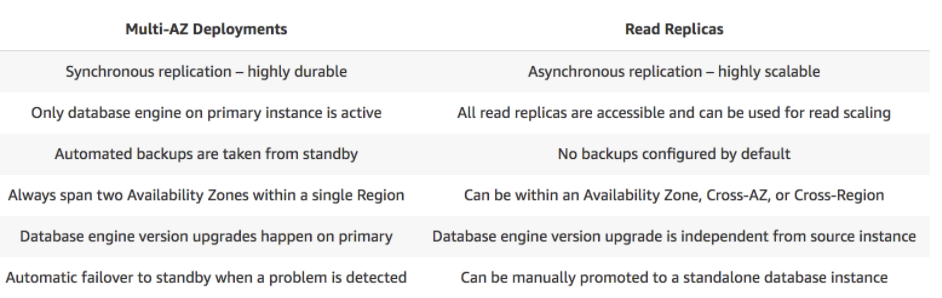 Multi-AZ Deployments Read Replicas
Synchronous replication – highly durable Asynchronous replication – highly scalable
Only database engine on primary instance is active All read replicas are accessible and can be used for read scaling
Automated backups are taken from standby No backups configured by default
Always span two Availability Zones within a single Region Can be within an Availability Zone, Cross-AZ, or Cross-Region
Database engine version upgrades happen on primary Database engine version upgrade is independent from source instance
Automatic failover to standby when a problem is detected Can be manually promoted to a standalone database instance